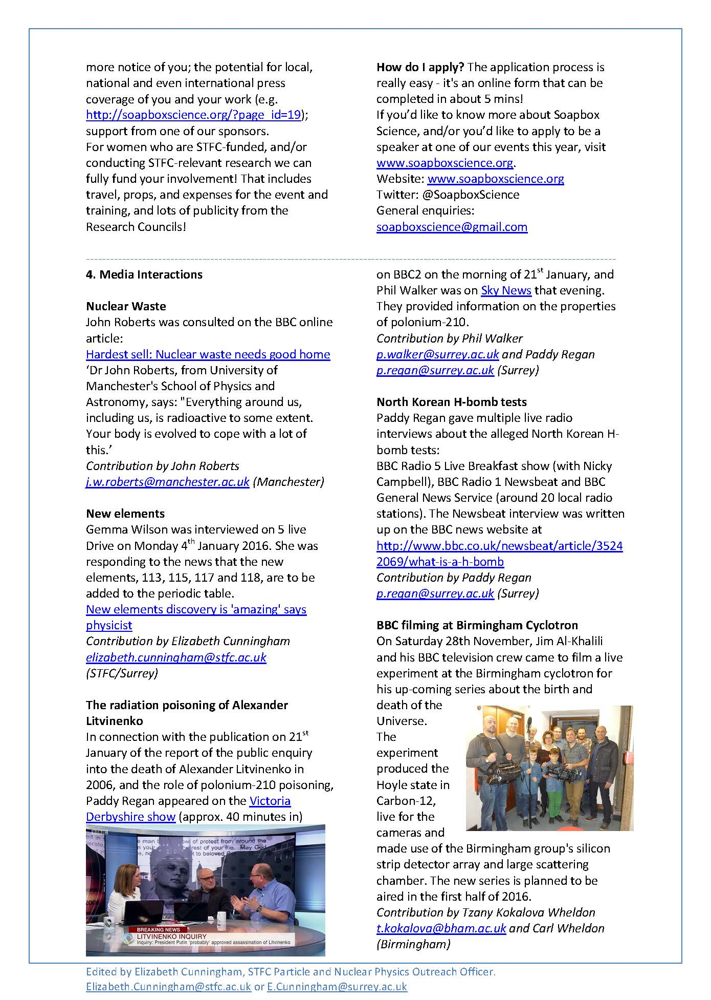 more notice of you; the potential for local,
national and even international press
coverage of you and your work (e.g.
http://soapboxscience.org/?page_id=19);
support from one of our sponsors.
For women who are STFC-funded, and/or
conducting STFC-relevant research we can
fully fund your involvement! That includes
travel, props, and expenses for the event and
training, and lots of publicity from the
Research Councils!
How do I apply? The application process is
really easy - it's an online form that can be
completed in about 5 mins!
If you’d like to know more about Soapbox
Science, and/or you’d like to apply to be a
speaker at one of our events this year, visit
www.soapboxscience.org.
Website: www.soapboxscience.org
Twitter: @SoapboxScience
General enquiries:
soapboxscience@gmail.com
4. Media Interactions
Nuclear Waste
John Roberts was consulted on the BBC online
article:
Hardest sell: Nuclear waste needs good home
‘Dr John Roberts, from University of
Manchester's School of Physics and
Astronomy, says: "Everything around us,
including us, is radioactive to some extent.
Your body is evolved to cope with a lot of
this.’
Contribution by John Roberts
j.w.roberts@manchester.ac.uk (Manchester)
New elements
Gemma Wilson was interviewed on 5 live
Drive on Monday 4th January 2016. She was
responding to the news that the new
elements, 113, 115, 117 and 118, are to be
added to the periodic table.
New elements discovery is 'amazing' says
physicist
Contribution by Elizabeth Cunningham
elizabeth.cunningham@stfc.ac.uk
(STFC/Surrey)
The radiation poisoning of Alexander
Litvinenko
In connection with the publication on 21st
January of the report of the public enquiry
into the death of Alexander Litvinenko in
2006, and the role of polonium-210 poisoning,
Paddy Regan appeared on the Victoria
Derbyshire show (approx. 40 minutes in)
BREAKING NEWS
LITVINENKO INQUIRY
Inquiry: President Putin 'probably' approved assassination of Litvinenko
on BBC2 on the morning of 21st January, and
Phil Walker was on Sky News that evening.
They provided information on the properties
of polonium-210.
Contribution by Phil Walker
p.walker@surrey.ac.uk and Paddy Regan
p.regan@surrey.ac.uk (Surrey)
North Korean H-bomb tests
Paddy Regan gave multiple live radio
interviews about the alleged North Korean H-
bomb tests:
BBC Radio 5 Live Breakfast show (with Nicky
Campbell), BBC Radio 1 Newsbeat and BBC
General News Service (around 20 local radio
stations). The Newsbeat interview was written
up on the BBC news website at
http://www.bbc.co.uk/newsbeat/article/3524
2069/what-is-a-h-bomb
Contribution by Paddy Regan
p.regan@surrey.ac.uk (Surrey)
BBC filming at Birmingham Cyclotron
On Saturday 28th November, Jim Al-Khalili
and his BBC television crew came to film a live
experiment at the Birmingham cyclotron for
his up-coming series about the birth and
death of the
Universe.
The
experiment
produced the
Hoyle state in
Carbon-12,
live for the
cameras and
made use of the Birmingham group's silicon
strip detector array and large scattering
chamber. The new series is planned to be
aired in the first half of 2016.
Contribution by Tzany Kokalova Wheldon
t.kokalova@bham.ac.uk and Carl Wheldon
(Birmingham)
Edited by Elizabeth Cunningham, STFC Particle and Nuclear Physics Outreach Officer.
Elizabeth.Cunningham@stfc.ac.uk or E.Cunningham@surrey.ac.uk